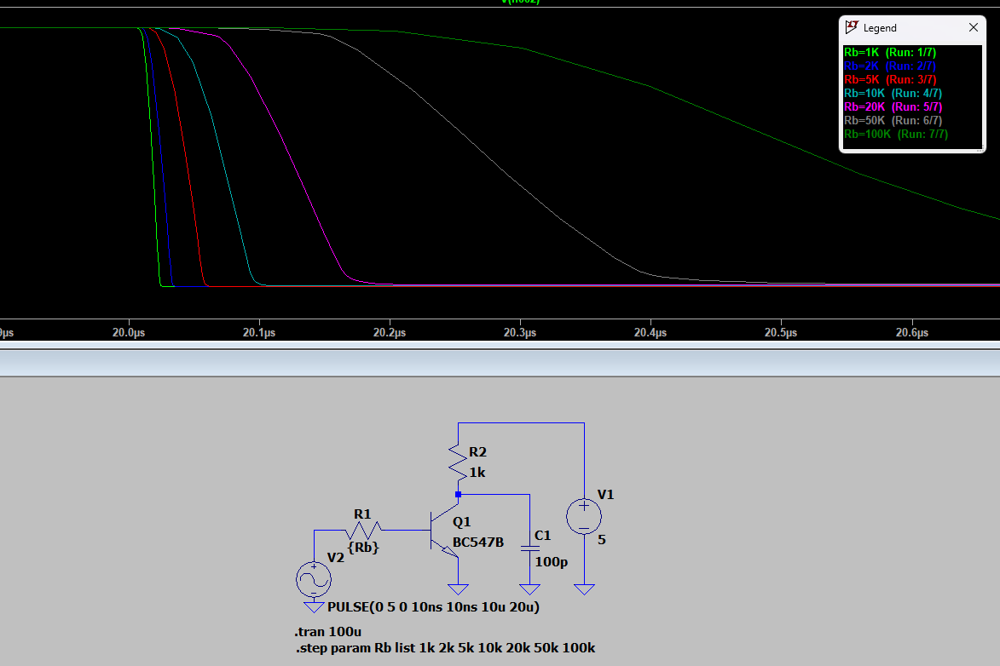 V(n002)
Legend
Rb=1K (Run: 1/7)
Rb=2K (Run: 2/7)
Rb=5K (Run: 3/7)
Rb=10K (Run: 4/7)
Rb=20K (Run: 5/7)
Rb=50K (Run: 6/7)
Rb=100K (Run: 7/7)
20.0µs 20.1µs 20.2µs 20.3µs 20.4µs 20.5µs 20.6µs
R2
1k
V1
5
R1
{Rb}
Q1
BC547B
C1
100p
V2
PULSE(0 5 0 10ns 10ns 10u 20u)
.tran 100u
.step param Rb list 1k 2k 5k 10k 20k 50k 100k